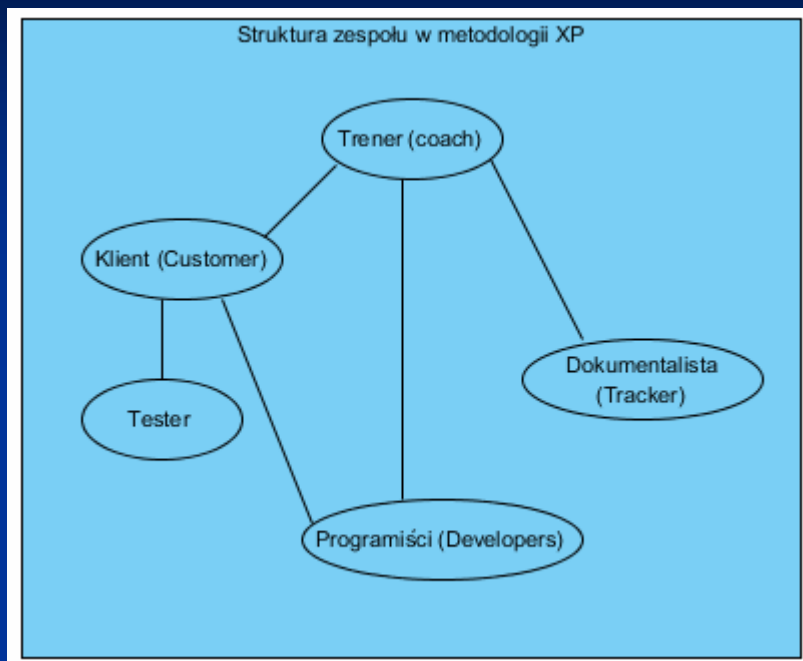 Struktura zespołu w metodologii XP
Trener (coach)
Klient (Customer)
Dokumentalista
(Tracker)
Tester
Programiści (Developers)